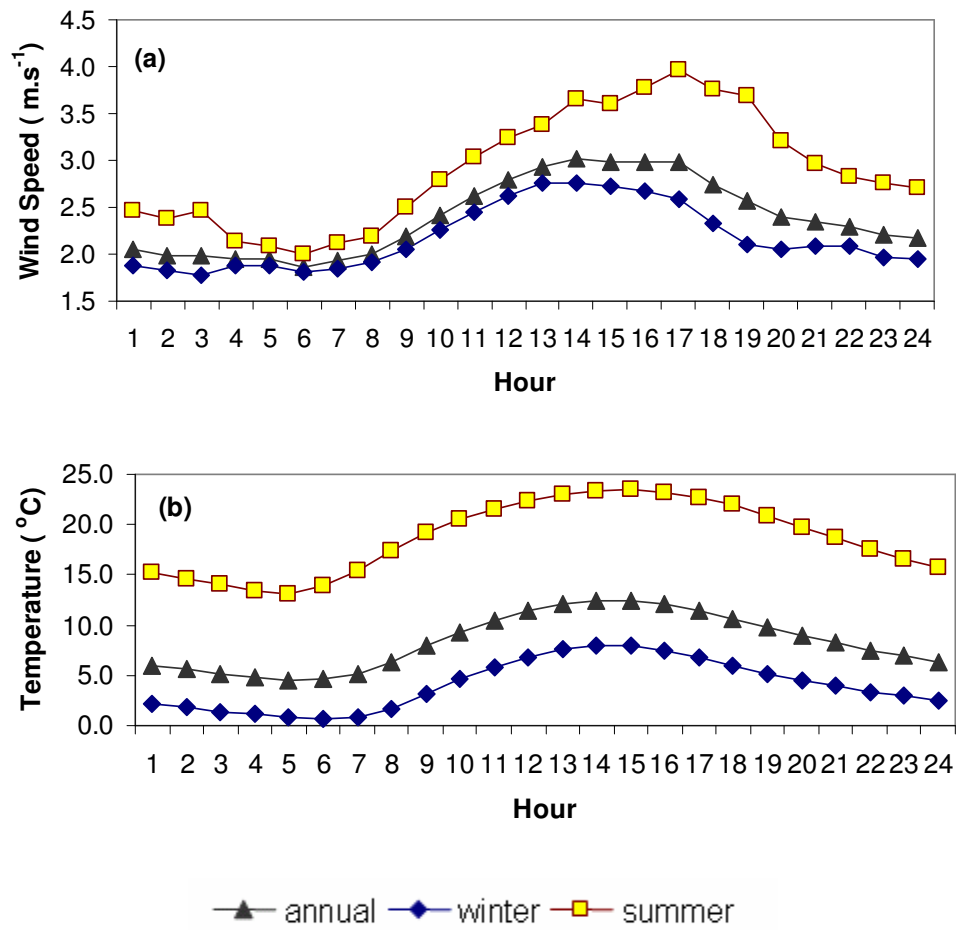 (a)
Wind Speed ( m.s-1)
4.5
4.0
3.5
3.0
2.5
2.0
1.5
1 2 3 4 5 6 7 8 9 10 11 12 13 14 15 16 17 18 19 20 21 22 23 24
Hour
(b)
Temperature ( oC)
25.0
20.0
15.0
10.0
5.0
0.0
1 2 3 4 5 6 7 8 9 10 11 12 13 14 15 16 17 18 19 20 21 22 23 24
Hour
annual winter summer